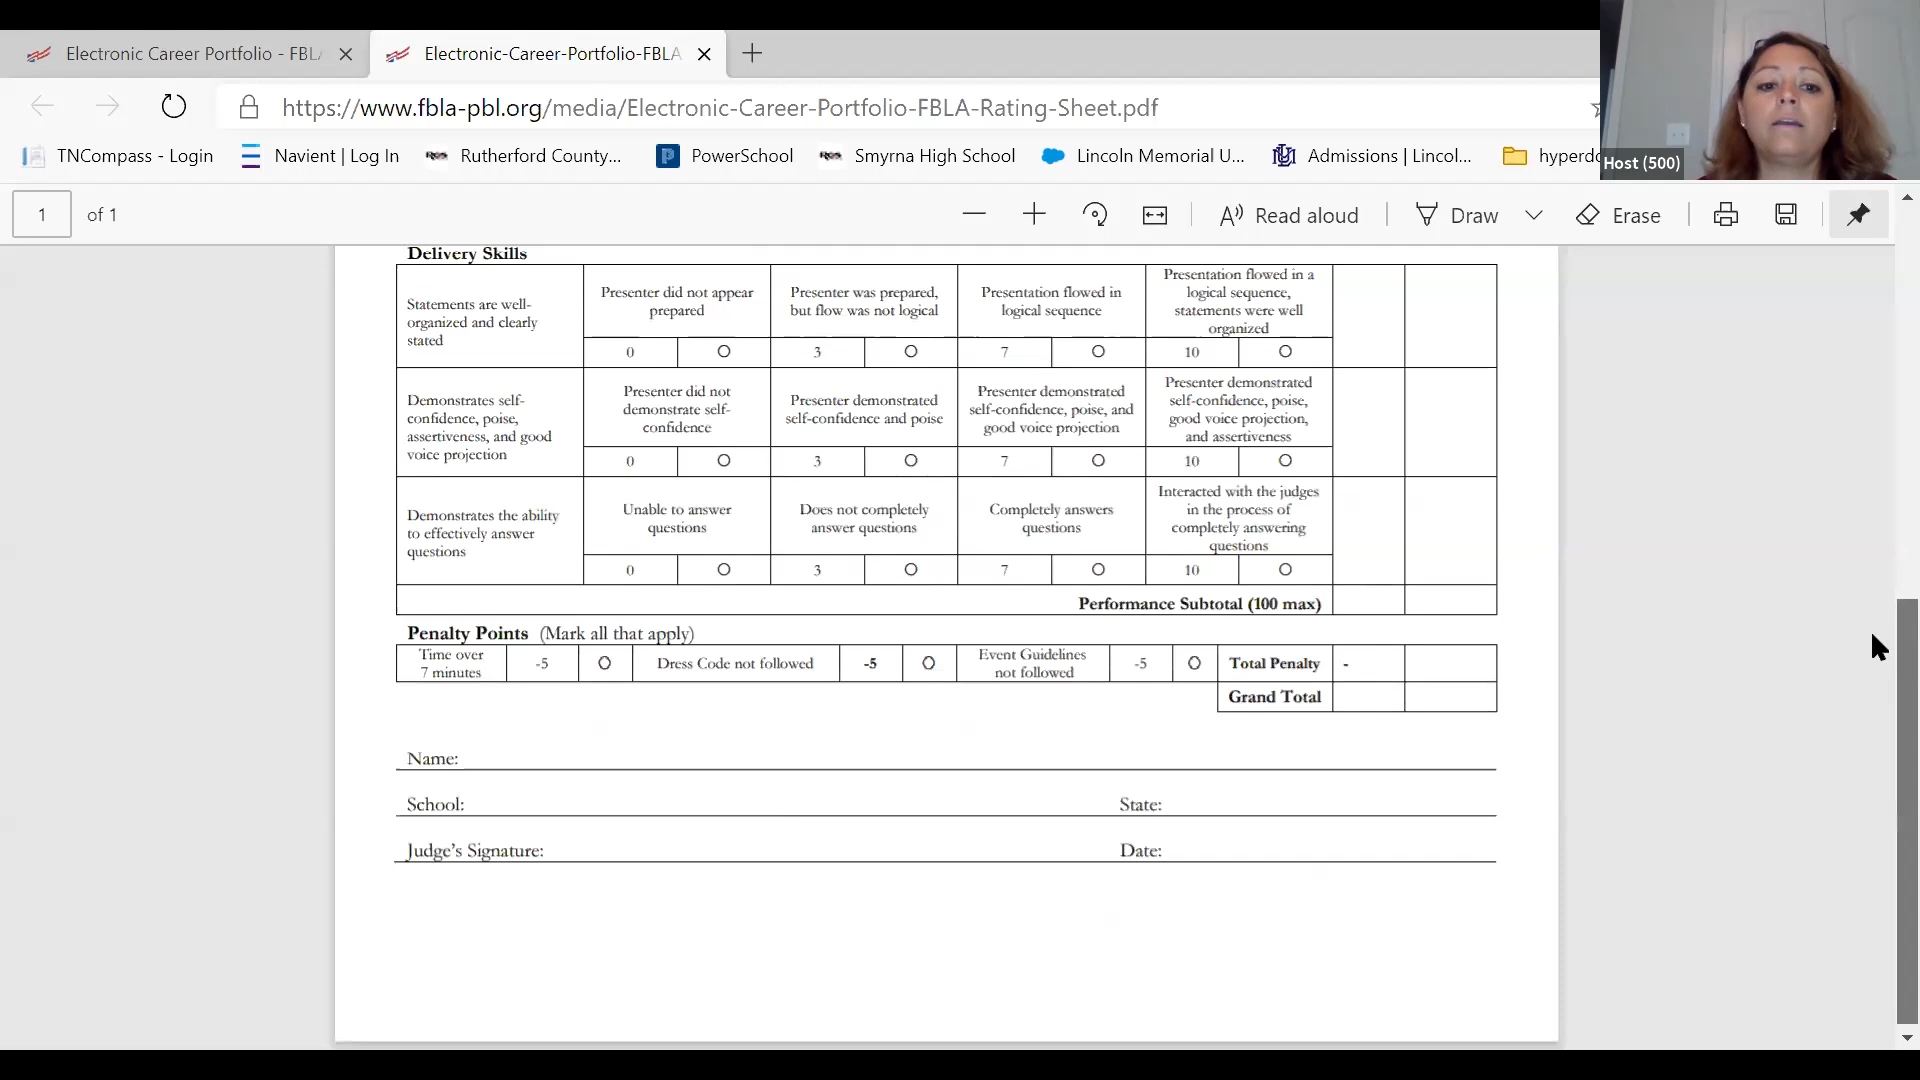 Electronic Career Portfolio - FBLA
Electronic-Career-Portfolio-FBLA
https://www.fbla-pbl.org/media/Electronic-Career-Portfolio-FBLA-Rating-Sheet.pdf
TNCompass - Login
Navient | Log In
Rutherford County...
PowerSchool
Smyrna High School
Lincoln Memorial U...
Admissions | Lincol...
hyperdo
Host (500)
1 of 1
Read aloud
Draw
Erase
Delivery Skills
Statements are well-
organized and clearly
stated
Presenter did not appear
prepared
Presenter was prepared,
but flow was not logical
Presentation flowed in
logical sequence
Presentation flowed in a
logical sequence,
statements were well
organized
0 3 7 10
Demonstrates self-
confidence, poise,
assertiveness, and good
voice projection
Presenter did not
demonstrate self-
confidence
Presenter demonstrated
self-confidence and poise
Presenter demonstrated
self-confidence, poise, and
good voice projection
Presenter demonstrated
self-confidence, poise,
good voice projection,
and assertiveness
0 3 7 10
Demonstrates the ability
to effectively answer
questions
Unable to answer
questions
Does not completely
answer questions
Completely answers
questions
Interacted with the judges
in the process of
completely answering
questions
0 3 7 10
Performance Subtotal (100 max)
Penalty Points (Mark all that apply)
Time over
7 minutes
-5
Dress Code not followed
-5
Event Guidelines
not followed
-5
Total Penalty -
Grand Total
Name:
School: State:
Judge's Signature: Date: